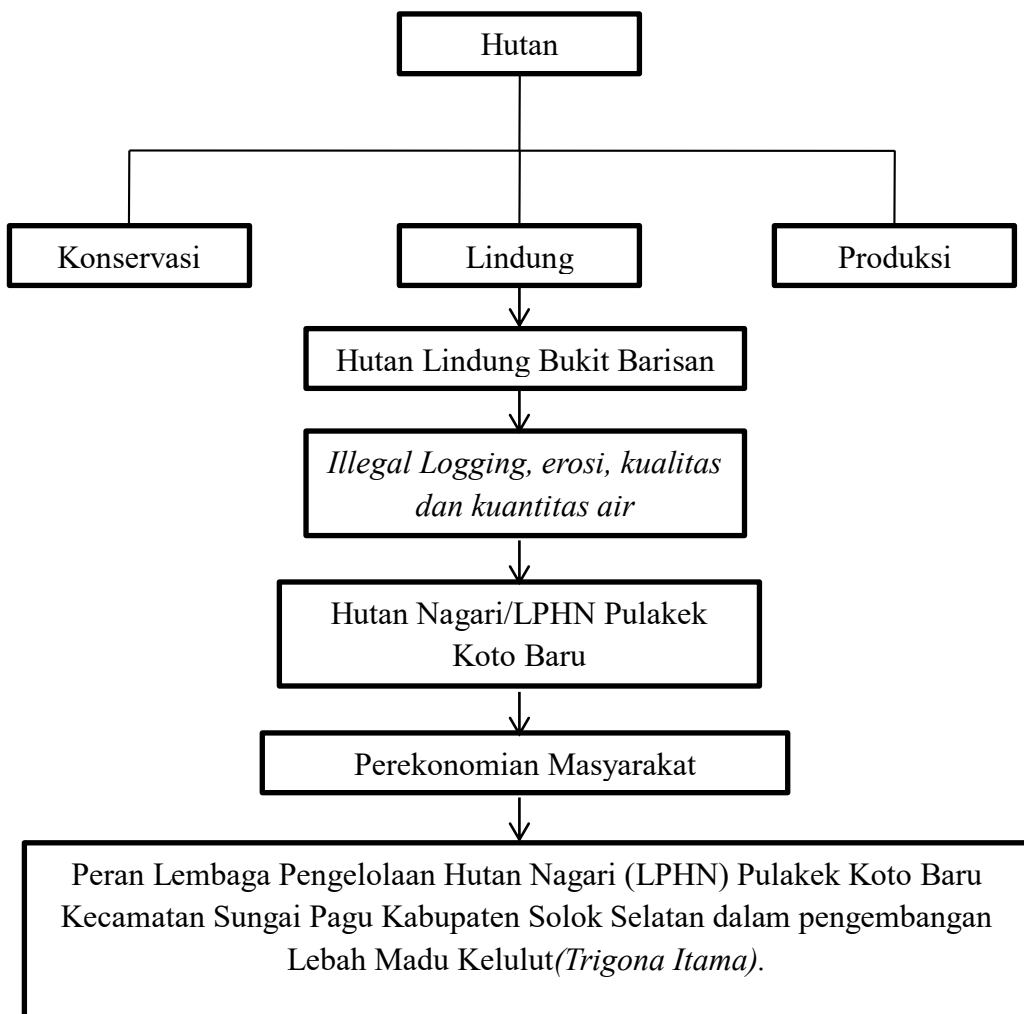 Hutan
Konservasi
Lindung
Produksi
Hutan Lindung Bukit Barisan
Illegal Logging, erosi, kualitas
dan kuantitas air
Hutan Nagari/LPHN Pulakek
Koto Baru
Perekonomian Masyarakat
Peran Lembaga Pengelolaan Hutan Nagari (LPHN) Pulakek Koto Baru
Kecamatan Sungai Pagu Kabupaten Solok Selatan dalam pengembangan
Lebah Madu Kelulut(Trigona Itama).